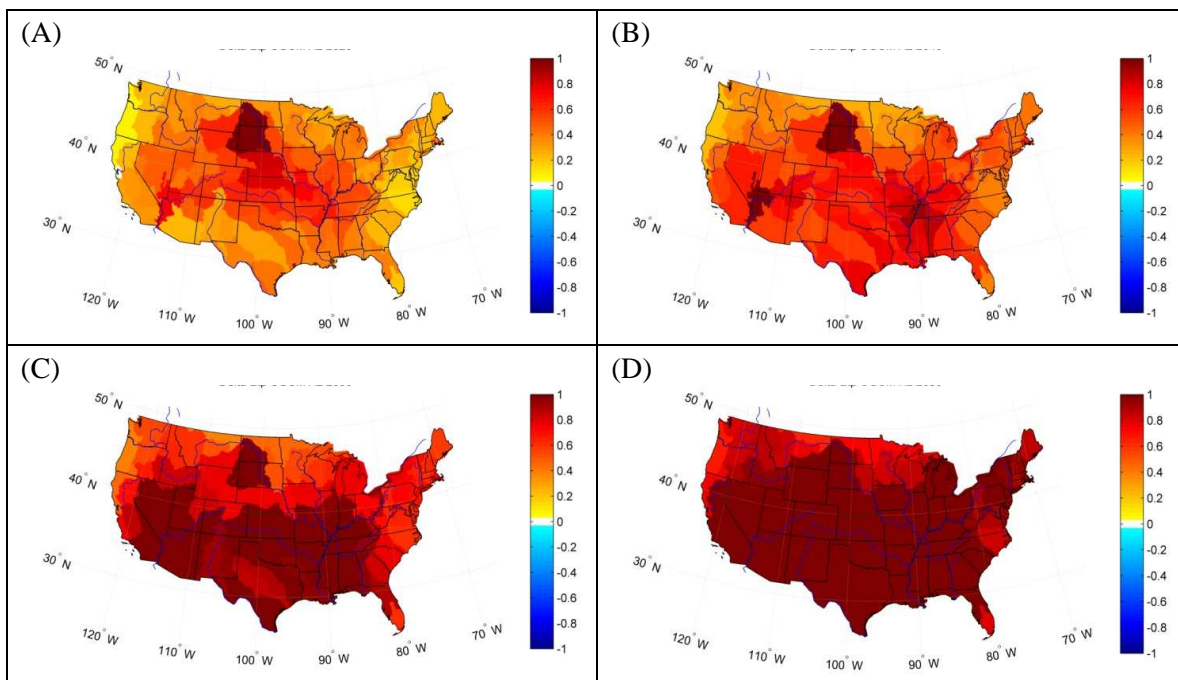 (A)
50° N
40° N
30° N
120° W
110° W
100° W
90° W
80° W
70° W
1
0.8
0.6
0.4
0.2
0
-0.2
-0.4
-0.6
-0.8
-1
(B)
50° N
40° N
30° N
120° W
110° W
100° W
90° W
80° W
70° W
1
0.8
0.6
0.4
0.2
0
-0.2
-0.4
-0.6
-0.8
-1
(C)
50° N
40° N
30° N
120° W
110° W
100° W
90° W
80° W
70° W
1
0.8
0.6
0.4
0.2
0
-0.2
-0.4
-0.6
-0.8
-1
(D)
50° N
40° N
30° N
120° W
110° W
100° W
90° W
80° W
70° W
1
0.8
0.6
0.4
0.2
0
-0.2
-0.4
-0.6
-0.8
-1